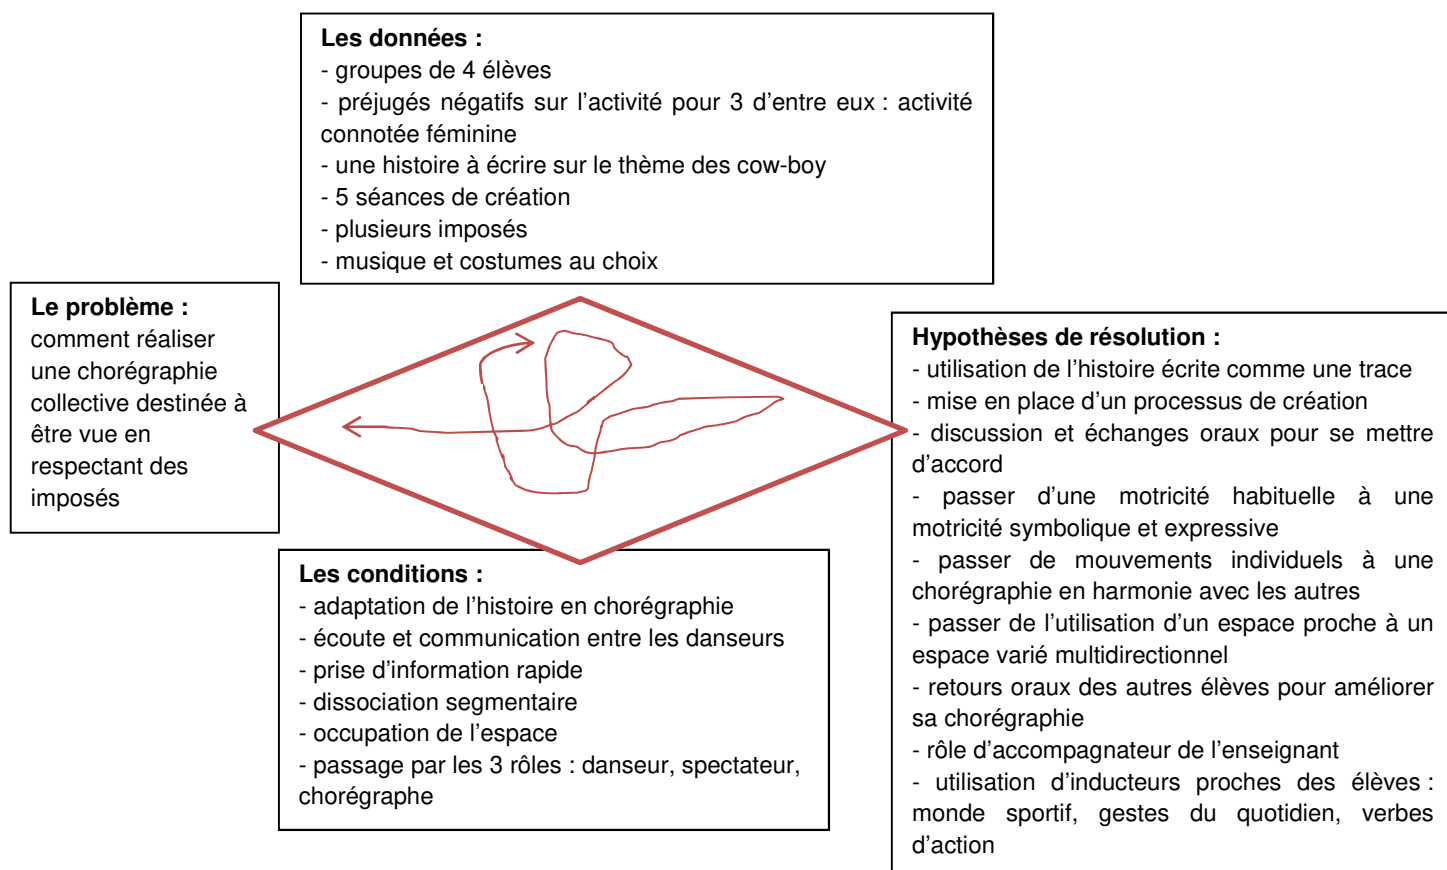 Les données :
- groupes de 4 élèves
- préjugés négatifs sur l'activité pour 3 d'entre eux : activité
connotée féminine
- une histoire à écrire sur le thème des cow-boy
- 5 séances de création
- plusieurs imposés
- musique et costumes au choix
Le problème :
comment réaliser
une chorégraphie
collective destinée à
être vue en
respectant des
imposés
Hypothèses de résolution :
- utilisation de l'histoire écrite comme une trace
- mise en place d'un processus de création
- discussion et échanges oraux pour se mettre
d'accord
- passer d'une motricité habituelle à une
motricité symbolique et expressive
- passer de mouvements individuels à une
chorégraphie en harmonie avec les autres
- passer de l'utilisation d'un espace proche à un
espace varié multidirectionnel
- retours oraux des autres élèves pour améliorer
sa chorégraphie
- rôle d'accompagnateur de l'enseignant
- utilisation d'inducteurs proches des élèves :
monde sportif, gestes du quotidien, verbes
d'action
Les conditions :
- adaptation de l'histoire en chorégraphie
- écoute et communication entre les danseurs
- prise d'information rapide
- dissociation segmentaire
- occupation de l'espace
- passage par les 3 rôles : danseur, spectateur,
chorégraphe